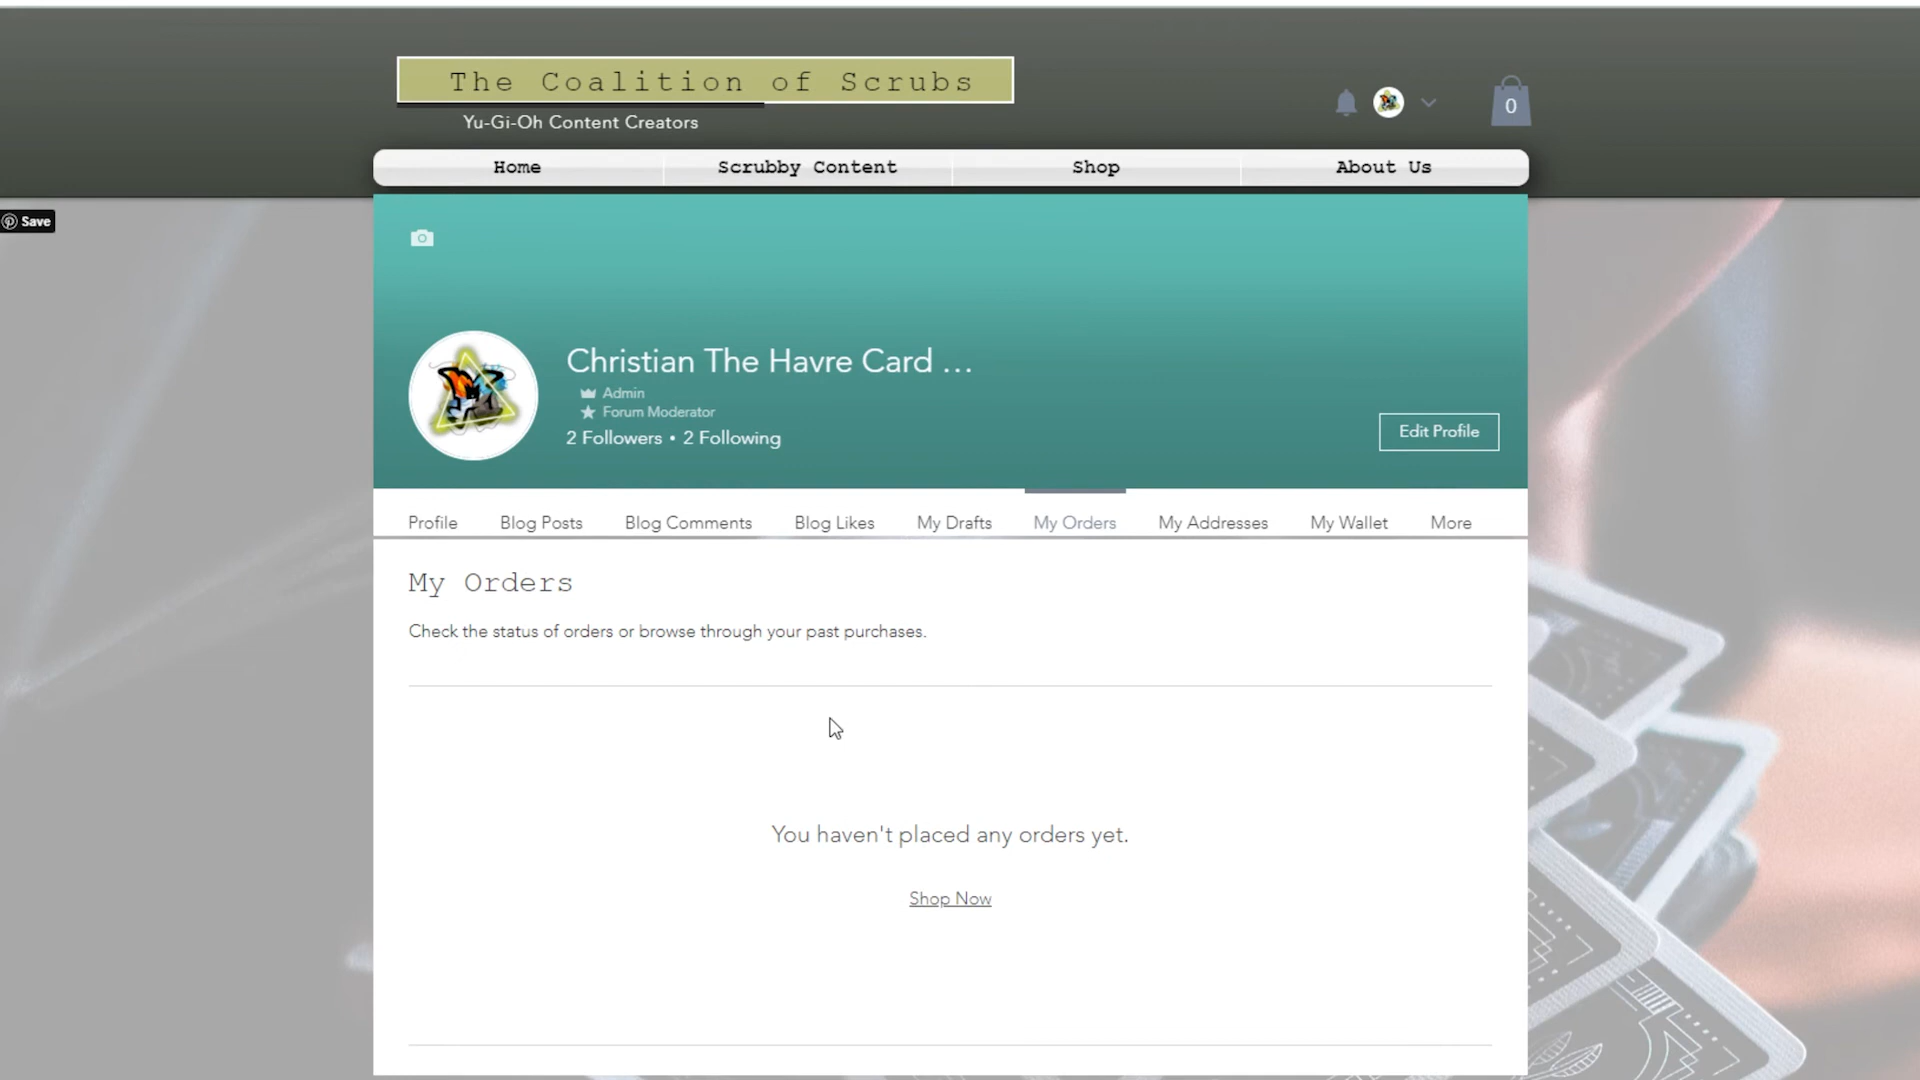 The Coalition of Scrubs
Yu-Gi-Oh Content Creators
0
Home Scrubby Content Shop About Us
Save
Christian The Havre Card ...
Admin
Forum Moderator
2 Followers • 2 Following
Edit Profile
Profile Blog Posts Blog Comments Blog Likes My Drafts My Orders My Addresses My Wallet More
My Orders
Check the status of orders or browse through your past purchases.
You haven't placed any orders yet.
Shop Now